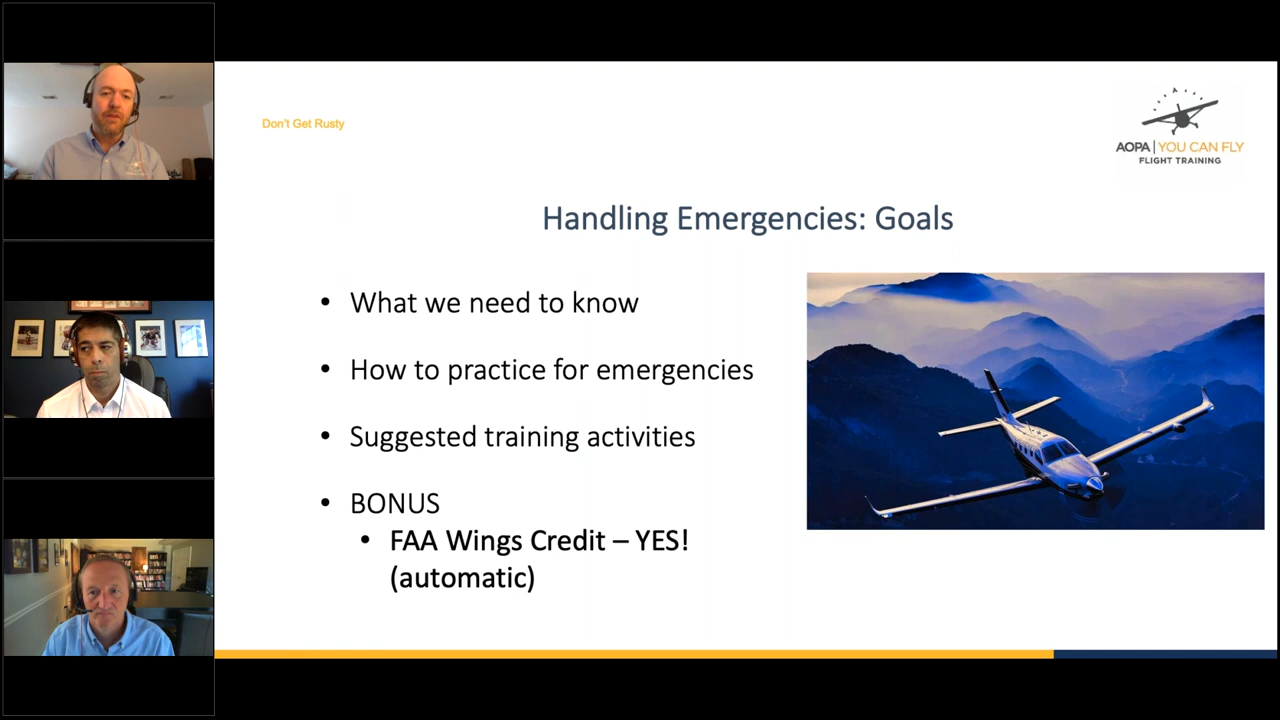 Don't Get Rusty
AOPA | YOU CAN FLY
FLIGHT TRAINING
Handling Emergencies: Goals
• What we need to know
• How to practice for emergencies
• Suggested training activities
• BONUS
• FAA Wings Credit – YES!
(automatic)